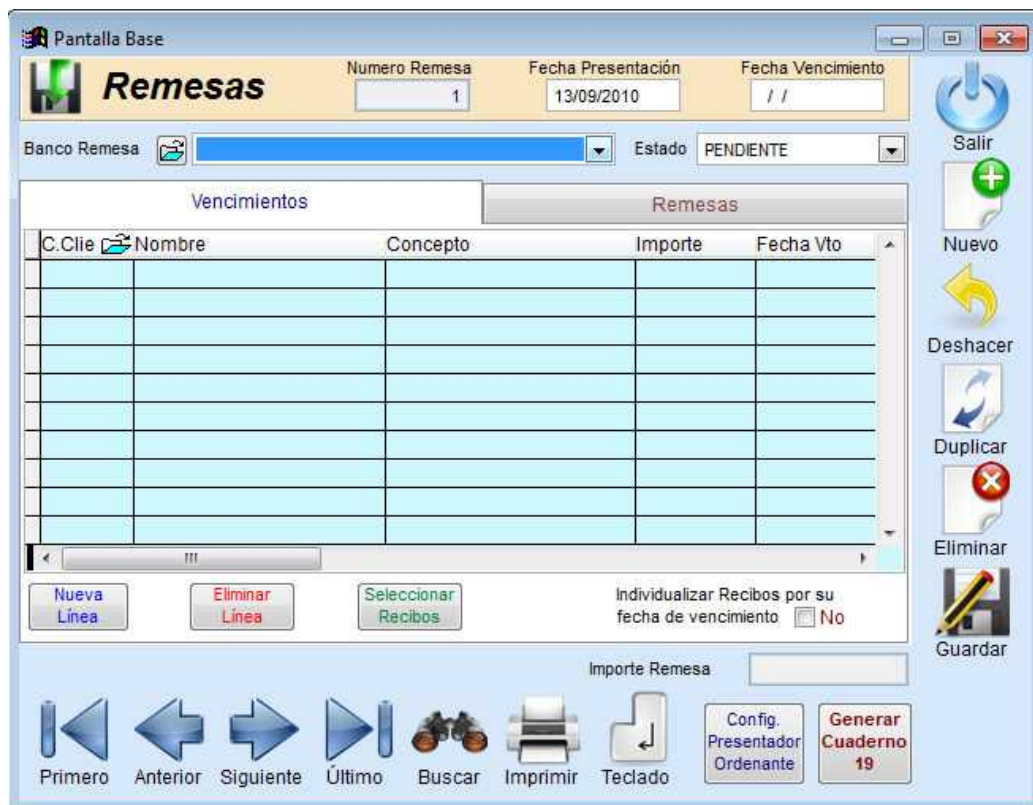 Pantalla Base
Remesas
Numero Remesa
Fecha Presentación
Fecha Vencimiento
1
13/09/2010
/ /
Banco Remesa
Estado
PENDIENTE
Vencimientos
Remesas
C.Clie
Nombre
Concepto
Importe
Fecha Vto
Nueva
Línea
Eliminar
Línea
Seleccionar
Recibos
Individualizar Recibos por su
fecha de vencimiento
No
Importe Remesa
Primero
Anterior
Siguiente
Último
Buscar
Imprimir
Teclado
Config.
Presentador
Ordenante
Generar
Cuaderno
19
Salir
Nuevo
Deshacer
Duplicar
Eliminar
Guardar